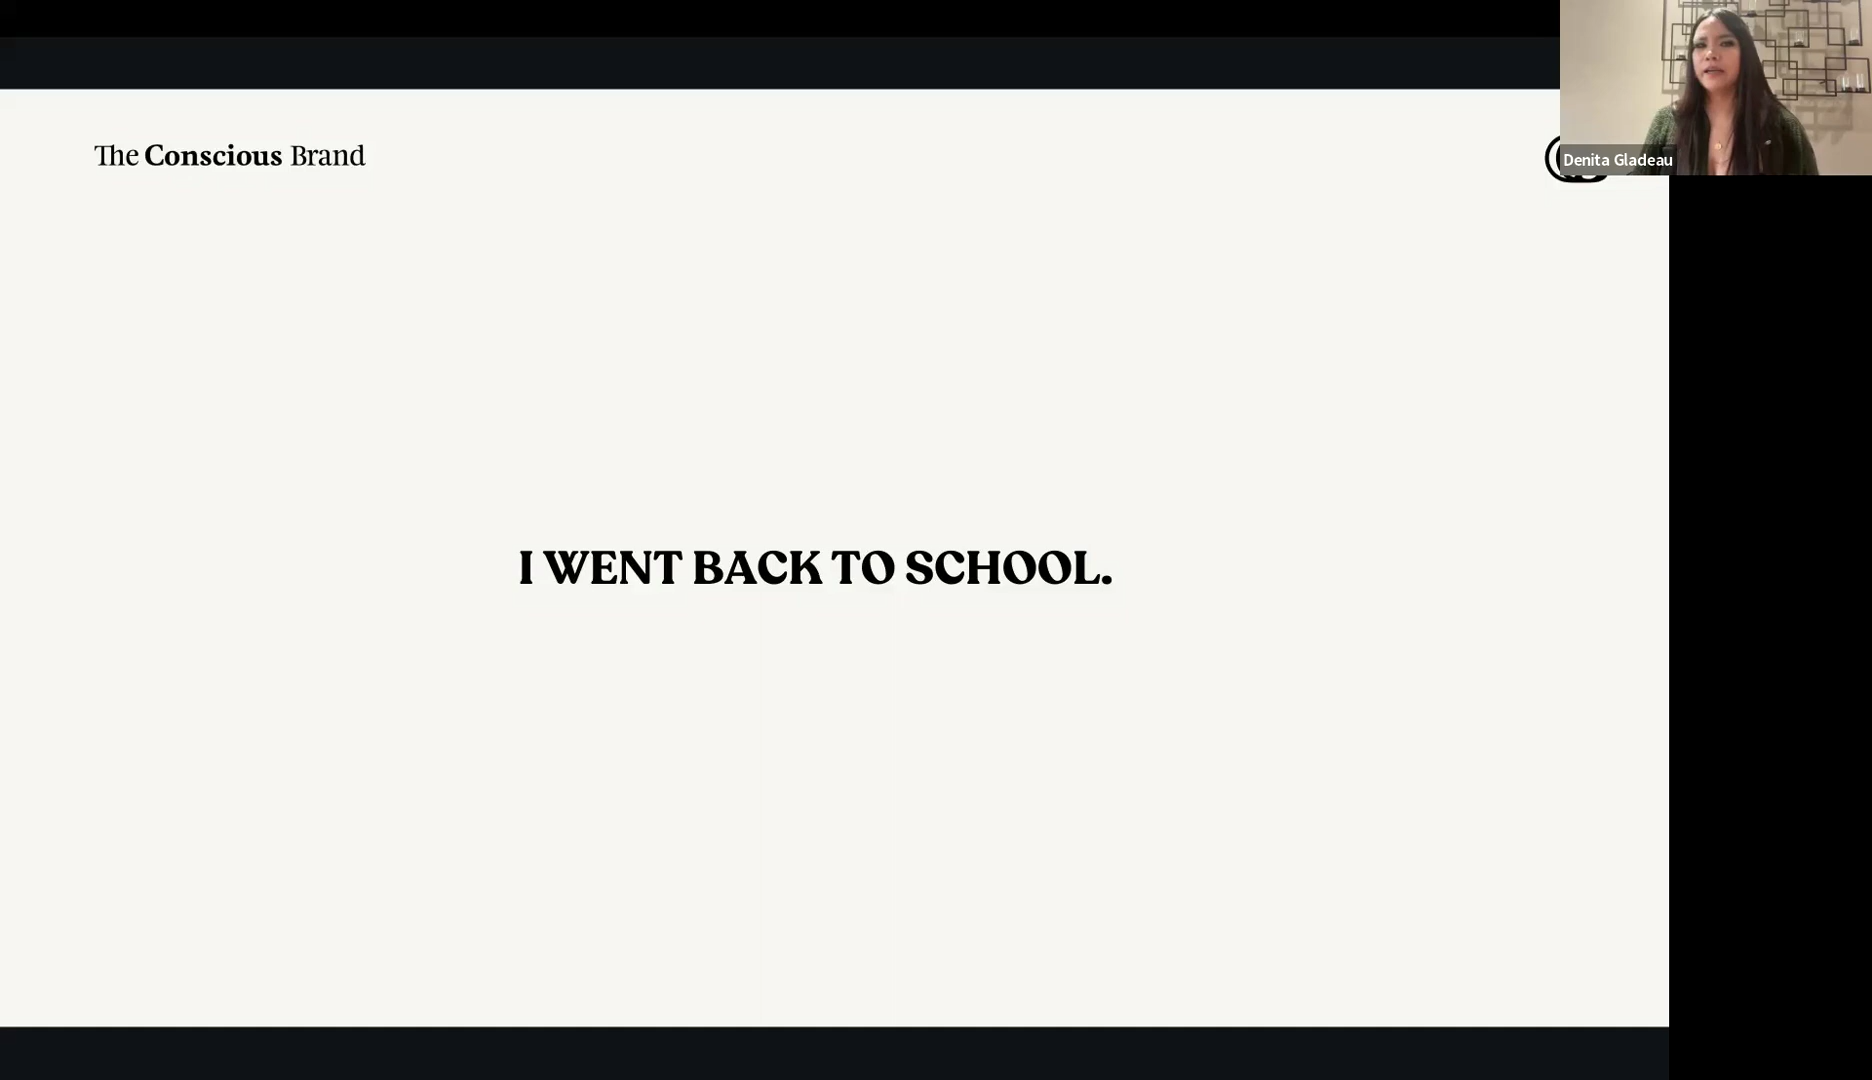 The Conscious Brand
Denita Gladeau
I WENT BACK TO SCHOOL.